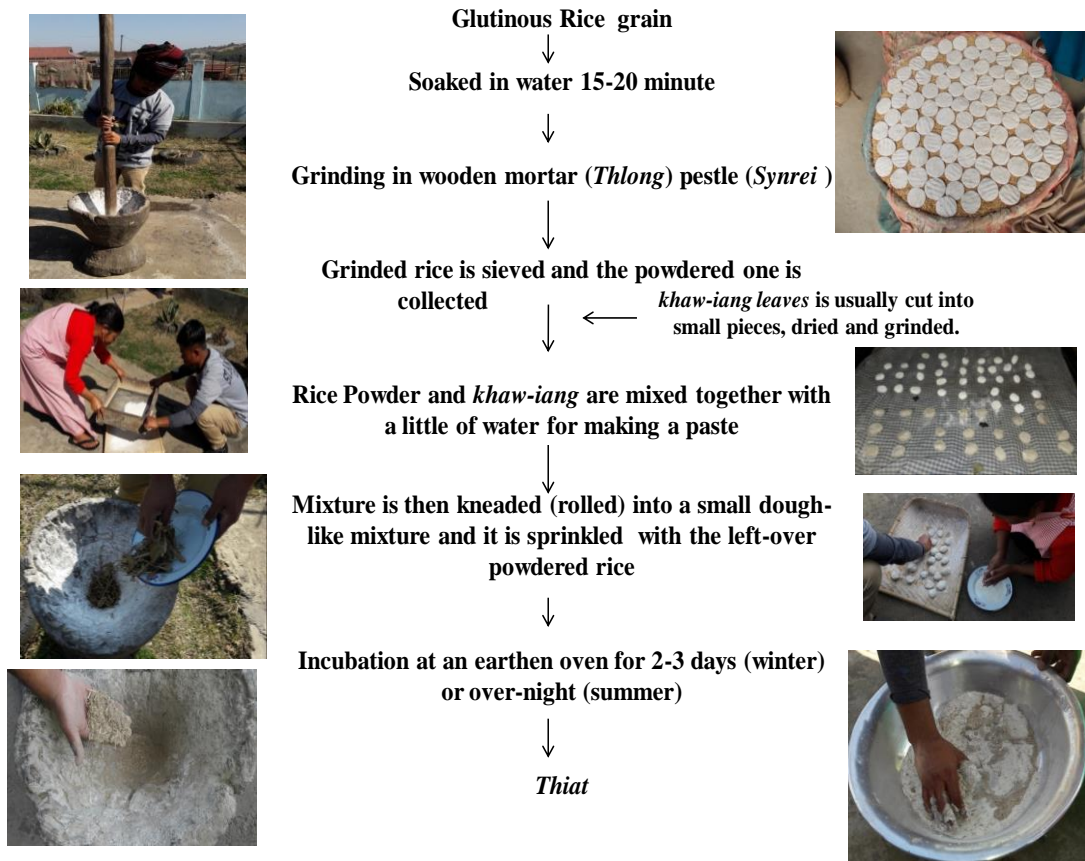 Glutinous Rice grain
Soaked in water 15-20 minute
Grinding in wooden mortar (Thlong) pestle (Synrei )
Grinded rice is sieved and the powdered one is
collected
khaw-iang leaves is usually cut into
small pieces, dried and grinded.
Rice Powder and khaw-iang are mixed together with
a little of water for making a paste
Mixture is then kneaded (rolled) into a small dough-
like mixture and it is sprinkled with the left-over
powdered rice
Incubation at an earthen oven for 2-3 days (winter)
or over-night (summer)
Thiat